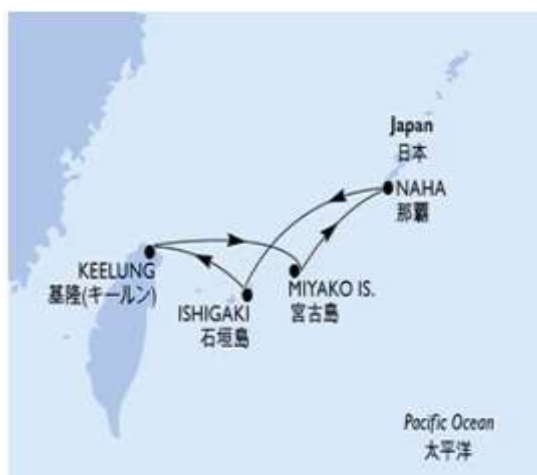 Japan
日本
NAHA
那覇
KEELUNG
基隆(キールン)
MIYAKO IS.
宮古島
ISHIGAKI
石垣島
Pacific Ocean
太平洋